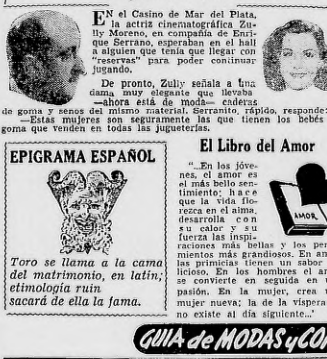 EN el Casino de Mar del Plata,
la actriz cinematográfica Zu-
lly Moreno, en compañía de Enri-
que Serrano, esperaban en el hall
a alguien que tenía que llegar con
"reservas" para poder continuar
jugando.
De pronto, Zully señala a una
dama muy elegante que llevaba
—ahora está de moda— caderas
de goma y senos del mismo material. Serranito, rápido, responde:
—Estas mujeres son seguramente las que tienen los bebés
goma que venden en todas las jugueterías.
EPIGRAMA ESPAÑOL
Toro se llama a la cama
del matrimonio, en latín;
etimología ruin
sacará de ella la fama.
El Libro del Amor
"...En los jóve-
nes, el amor es
el más bello sen-
timiento; hace
que la vida flo-
rezca en el alma,
desarrolla con
su calor y su
fuerza las inspi-
raciones más bellas y los
mientos más grandiosos. En
las primicias tienen un sabor
licioso. En los hombres el
se convierte en seguida en
pasión. En la mujer, crea
mujer nueva; la de la víspera
no existe al día siguiente..."
AMOR
GUIA de MODAS y